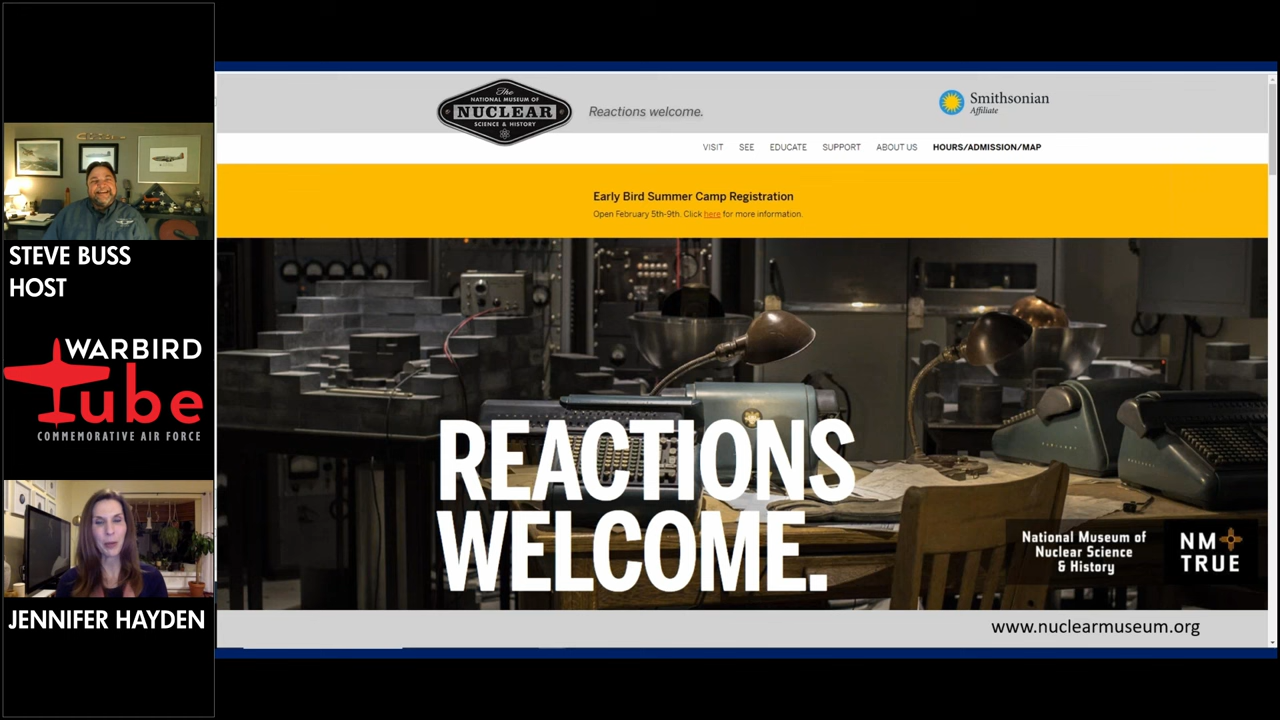 STEVE BUSS
HOST
WARBIRD
tube
COMMEMORATIVE AIR FORCE
JENNIFER HAYDEN
The
NATIONAL MUSEUM OF
NUCLEAR
SCIENCE & HISTORY
Reactions welcome.
Smithsonian
Affiliate
VISIT SEE EDUCATE SUPPORT ABOUT US HOURS/ADMISSION/MAP
Early Bird Summer Camp Registration
Open February 5th-9th. Click here for more information.
REACTIONS
WELCOME.
National Museum of
Nuclear Science
& History
NM
TRUE
www.nuclearmuseum.org